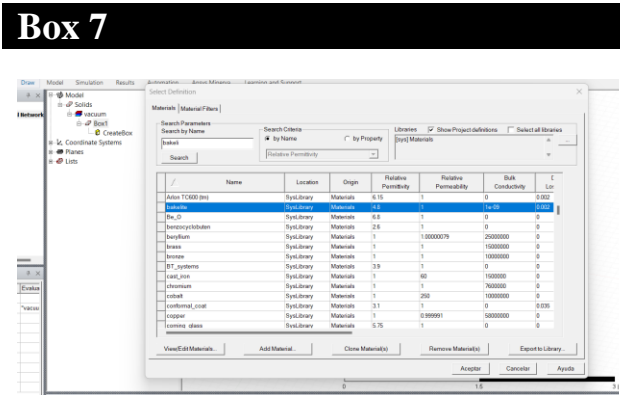 Box 7
Draw Model Simulation Results Automation Ansys Minerva Learning and Support
Model
Solids
vacuum
Box1
CreateBox
Coordinate Systems
Planes
Lists
Network
Evalua
"vacuu
Select Definition
Materials Material Filters
Search Parameters
Search by Name
bakeli
Search
Search Criteria
by Name by Property
Relative Permittivity
Libraries Show Project definitions Select all libraries
[sys] Materials
...
/ Name Location Origin Relative Permittivity Relative Permeability Bulk Conductivity
Arlon TC600 (tm) SysLibrary Materials 6.15 1 0 0.002
bakelite SysLibrary Materials 4.8 1 1e-09 0.002
Be_O SysLibrary Materials 6.8 1 0 0
benzocyclobuten SysLibrary Materials 2.6 1 0 0
beryllium SysLibrary Materials 1 1.00000079 25000000 0
brass SysLibrary Materials 1 1 15000000 0
bronze SysLibrary Materials 1 1 10000000 0
BT_systems SysLibrary Materials 3.9 1 0 0
cast_iron SysLibrary Materials 1 60 1500000 0
chromium SysLibrary Materials 1 1 7600000 0
cobalt SysLibrary Materials 1 250 10000000 0
conformal_coat SysLibrary Materials 3.1 1 0 0.035
copper SysLibrary Materials 1 0.999991 58000000 0
corning_glass SysLibrary Materials 5.75 1 0 0
View/Edit Materials... Add Material... Clone Material(s) Remove Material(s) Export to Library...
Aceptar Cancelar Ayuda
0 1.5 3 (